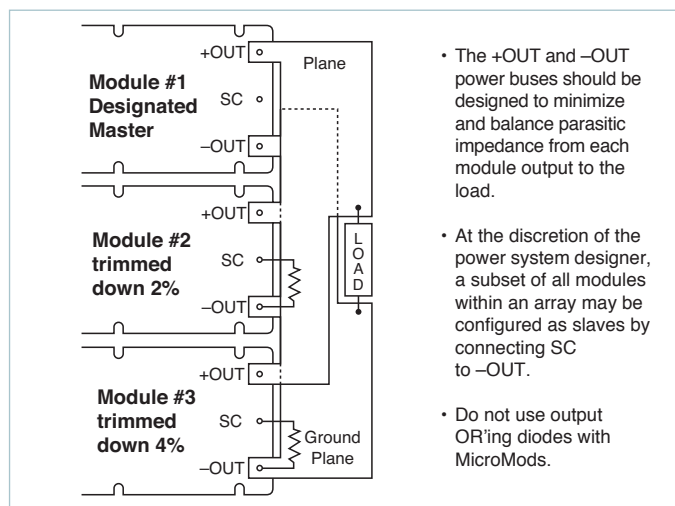 +OUT
Plane
Module #1
Designated
Master
SC
–OUT
+OUT
Module #2
trimmed
down 2%
SC
–OUT
LOAD
+OUT
Module #3
trimmed
down 4%
SC
Ground
Plane
–OUT
• The +OUT and –OUT
power buses should be
designed to minimize
and balance parasitic
impedance from each
module output to the
load.
• At the discretion of the
power system designer,
a subset of all modules
within an array may be
configured as slaves by
connecting SC
to –OUT.
• Do not use output
OR'ing diodes with
MicroMods.